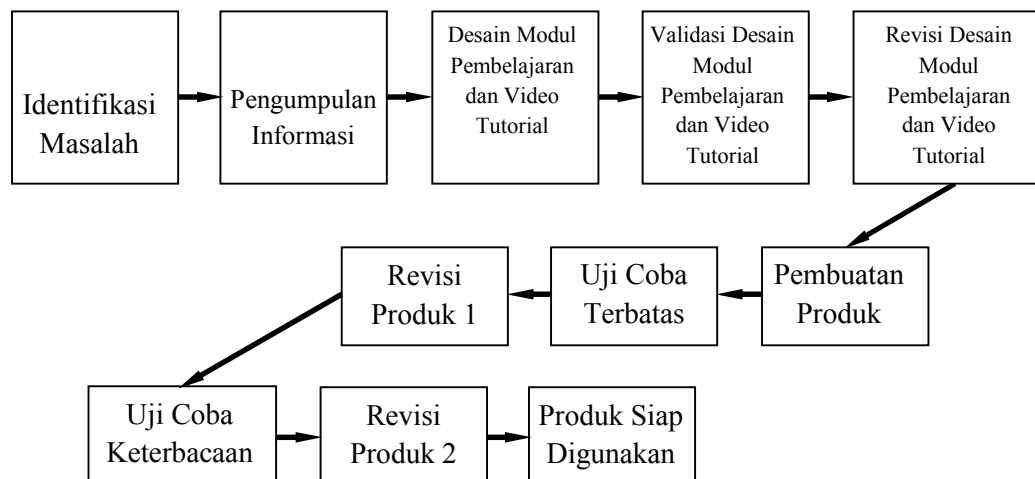 Identifikasi
Masalah
Pengumpulan
Informasi
Desain Modul
Pembelajaran
dan Video
Tutorial
Validasi Desain
Modul
Pembelajaran
dan Video
Tutorial
Revisi Desain
Modul
Pembelajaran
dan Video
Tutorial
Pembuatan
Produk
Uji Coba
Terbatas
Revisi
Produk 1
Uji Coba
Keterbacaan
Revisi
Produk 2
Produk Siap
Digunakan